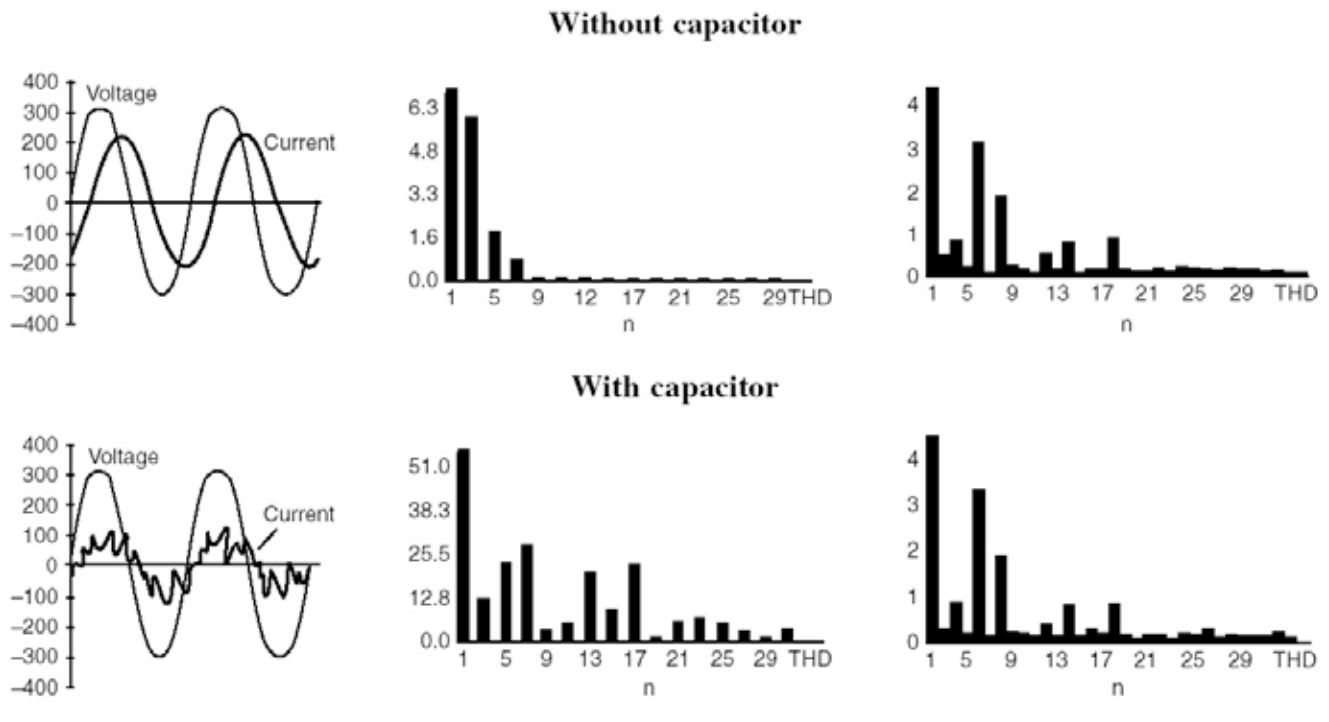 Without capacitor
400
300
200
100
0
–100
–200
–300
–400
Voltage
Current
6.3
4.8
3.3
1.6
0.0
1 5 9 12 17 21 25 29THD
n
4
3
2
1
0
1 5 9 13 17 21 25 29 THD
n
With capacitor
400
300
200
100
0
–100
–200
–300
–400
Voltage
Current
51.0
38.3
25.5
12.8
0.0
1 5 9 13 17 21 25 29 THD
n
4
3
2
1
0
1 5 9 13 17 21 25 29 THD
n